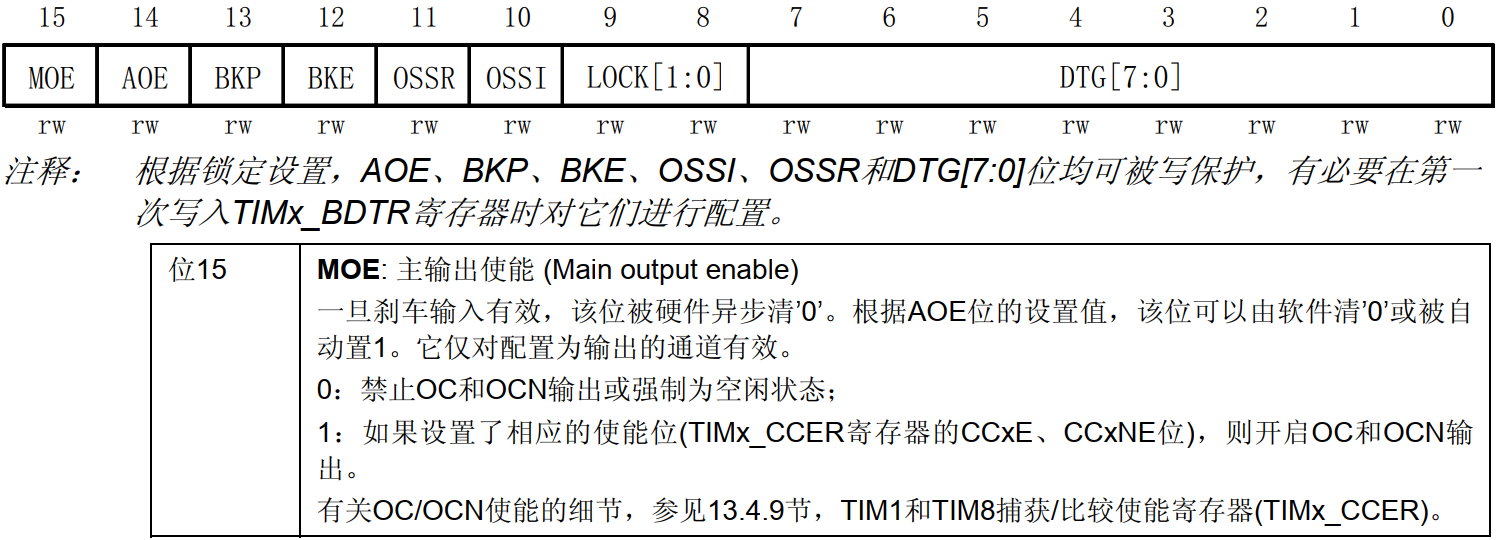 15 14 13 12 11 10 9 8 7 6 5 4 3 2 1 0
MOE AOE BKP BKE OSSR OSSI LOCK[1:0] DTG[7:0]
rw rw rw rw rw rw rw rw rw rw rw rw rw rw rw rw
注释： 根据锁定设置，AOE、BKP、BKE、OSSI、OSSR和DTG[7:0]位均可被写保护，有必要在第一
次写入TIMx_BDTR寄存器时对它们进行配置。
位15 MOE: 主输出使能 (Main output enable)
一旦刹车输入有效，该位被硬件异步清’0’。根据AOE位的设置值，该位可以由软件清’0’或被自
动置1。它仅对配置为输出的通道有效。
0：禁止OC和OCN输出或强制为空闲状态；
1：如果设置了相应的使能位(TIMx_CCER寄存器的CCxE、CCxNE位)，则开启OC和OCN输
出。
有关OC/OCN使能的细节，参见13.4.9节，TIM1和TIM8捕获/比较使能寄存器(TIMx_CCER)。